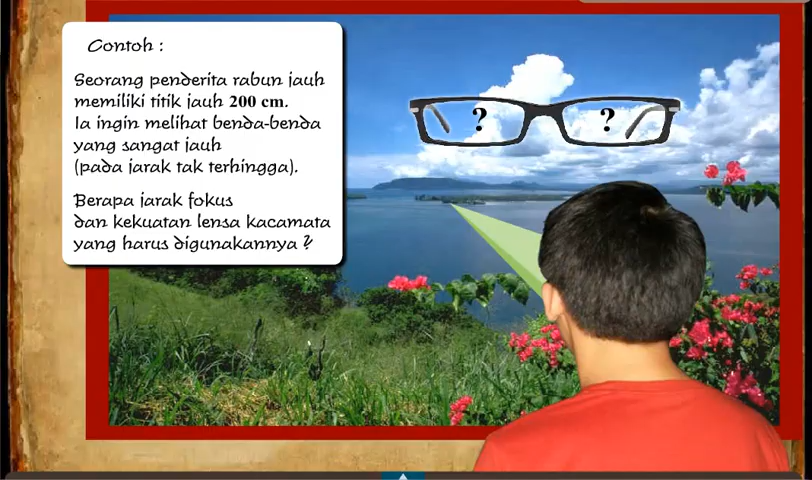 Contoh :
Seorang penderita rabun jauh
memiliki titik jauh 200 cm.
Ia ingin melihat benda-benda
yang sangat jauh
(pada jarak tak terhingga).
Berapa jarak fokus
dan kekuatan lensa kacamata
yang harus digunakannya ?
? ?